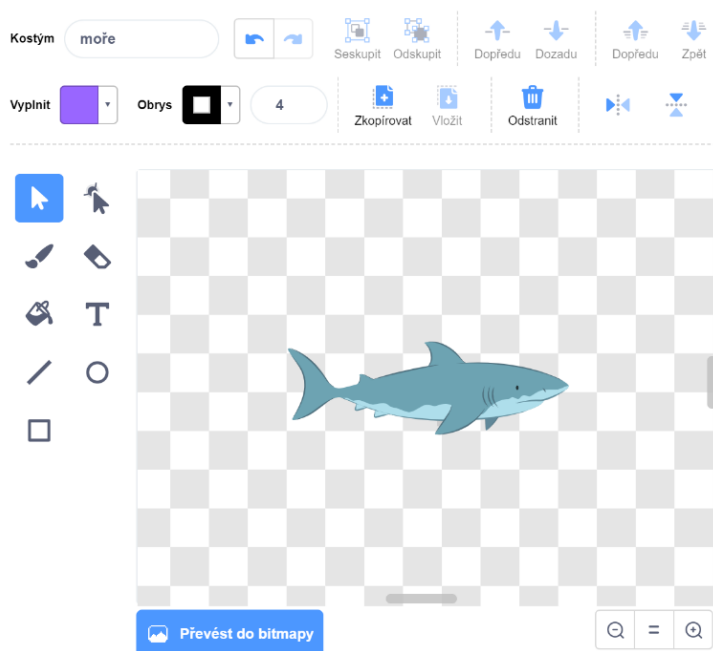 Kostým moře
Seskupit Odskupit Dopředu Dozadu Dopředu Zpět
Vyplnit Obrys 4
Zkopírovat Vložit Odstranit
T
Převést do bitmapy